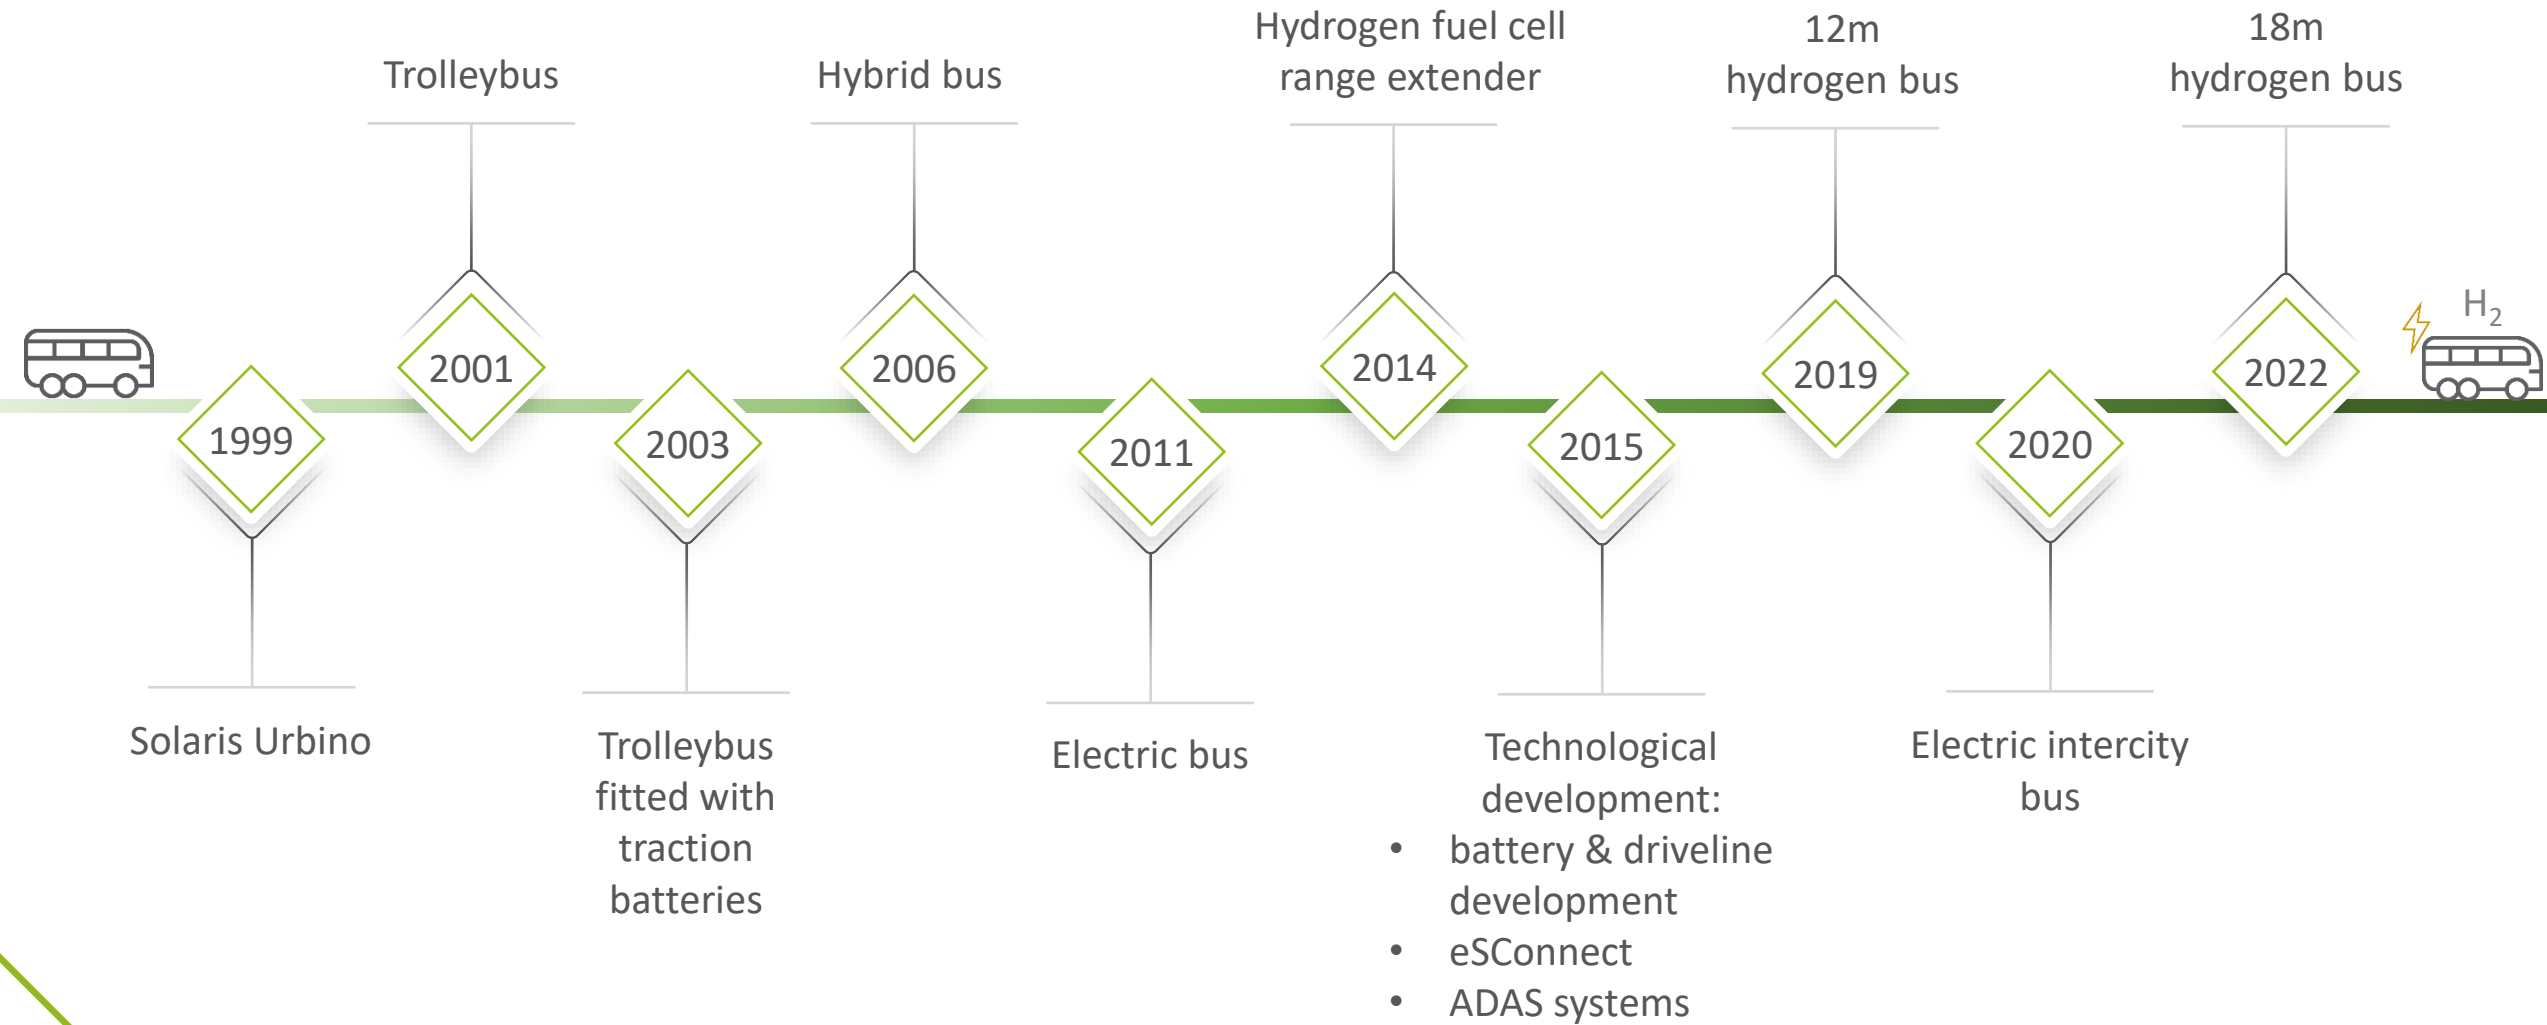 Trolleybus
Hybrid bus
Hydrogen fuel cell
range extender
12m
hydrogen bus
18m
hydrogen bus
1999
2001
2003
2006
2011
2014
2015
2019
2020
2022
H₂
Solaris Urbino
Trolleybus
fitted with
traction
batteries
Electric bus
Technological
development:
• battery & driveline
development
• eSConnect
• ADAS systems
Electric intercity
bus